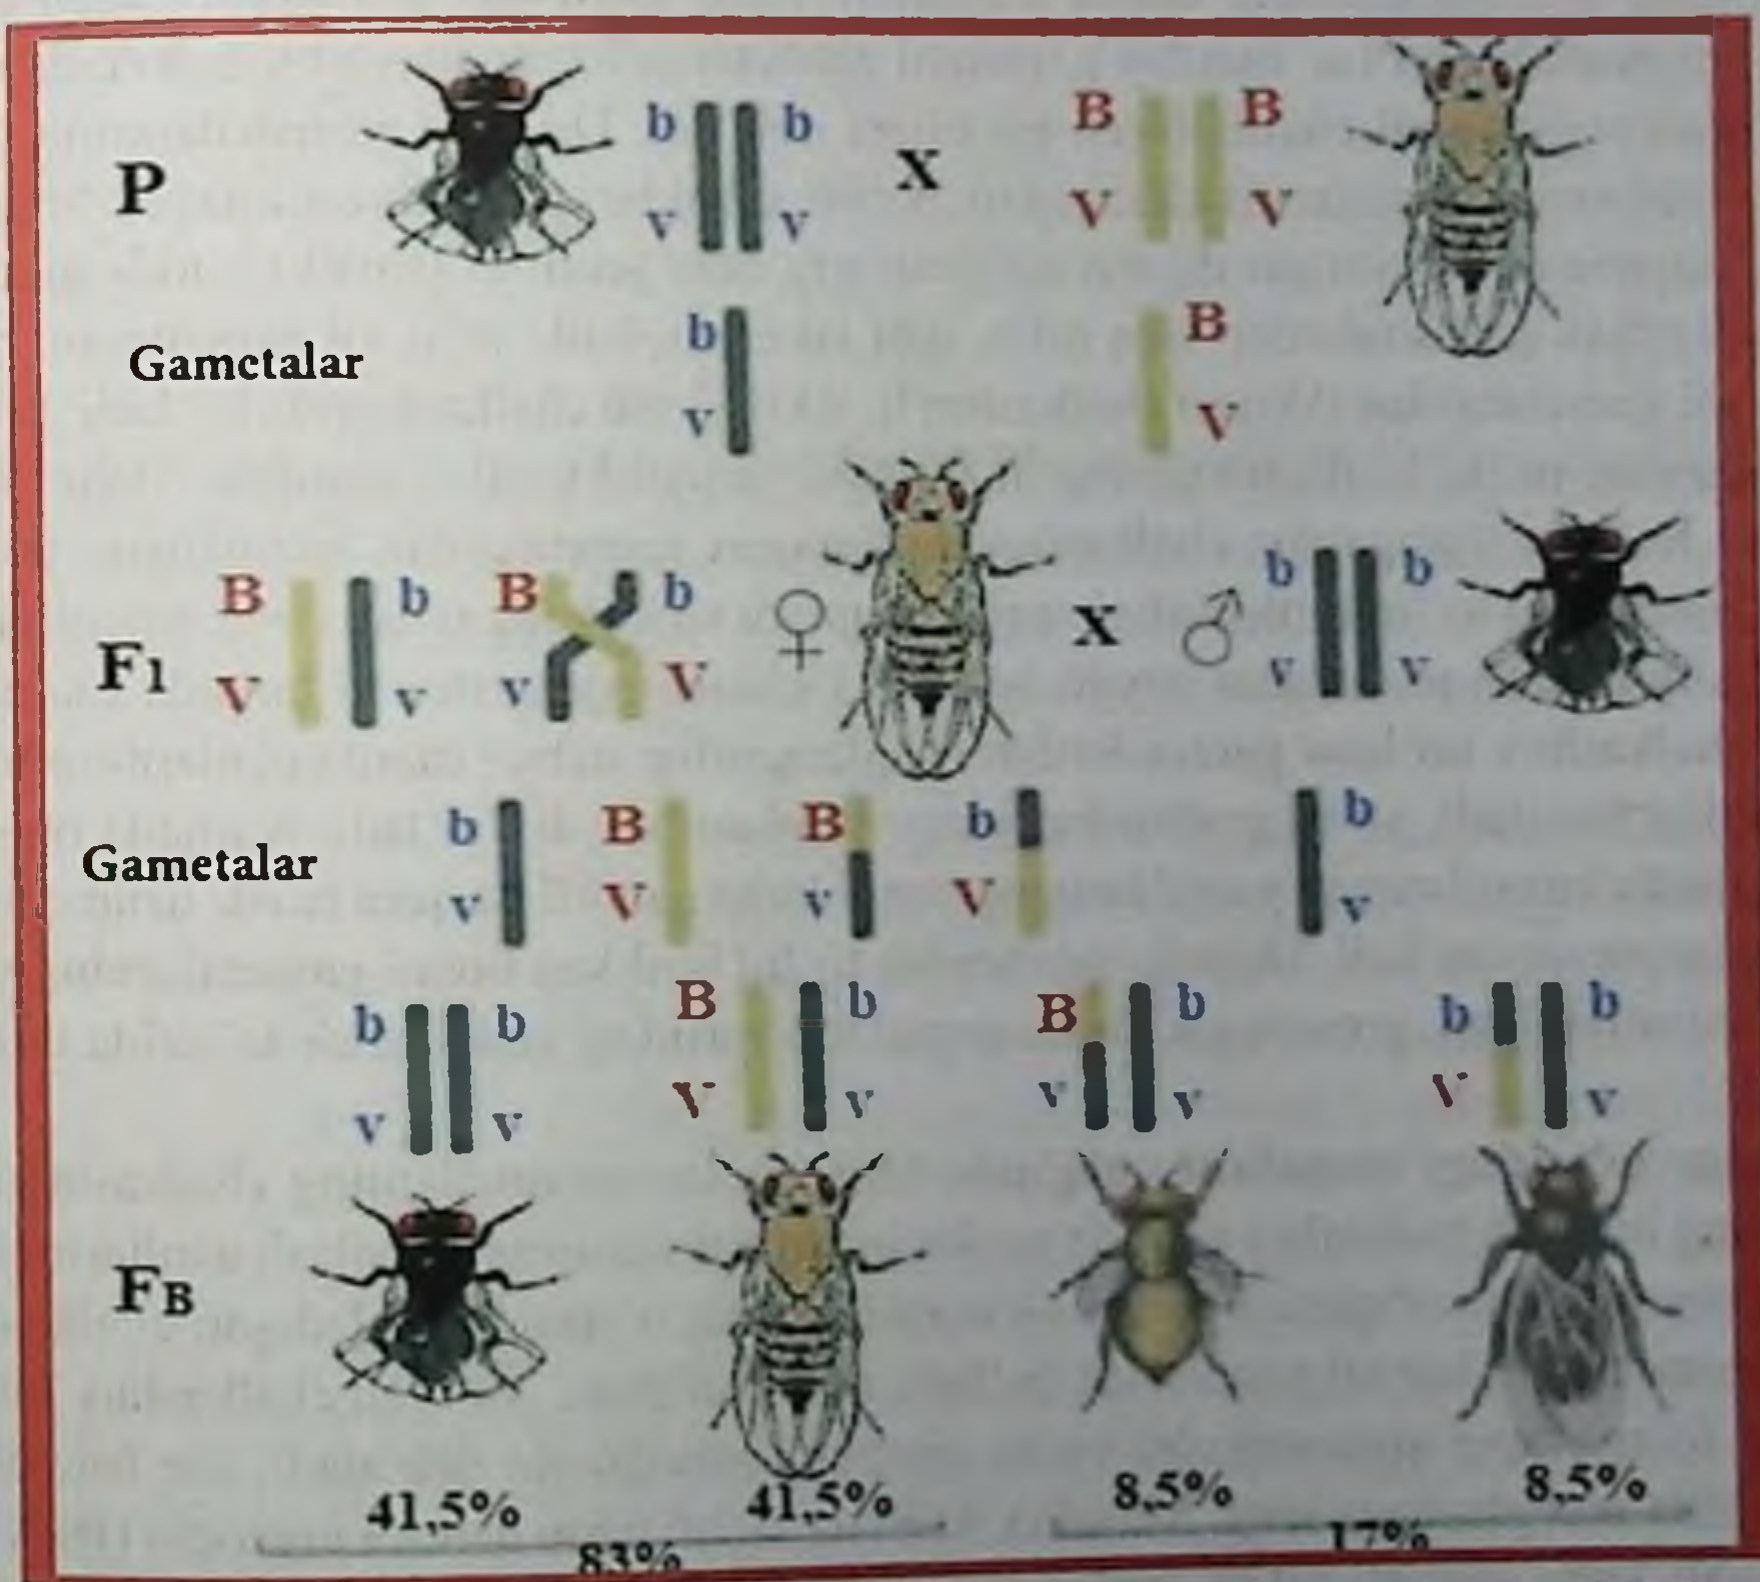 b b B B
P X
v v V V
b B
Gametalar
v V
B b B b ♀ X ♂ b b
F1
V v v V v v
b B B b b
Gametalar
v V v V v
b b B b B b b b
v v V v v v V v
FB
41,5% 41,5% 8,5% 8,5%
83% 17%